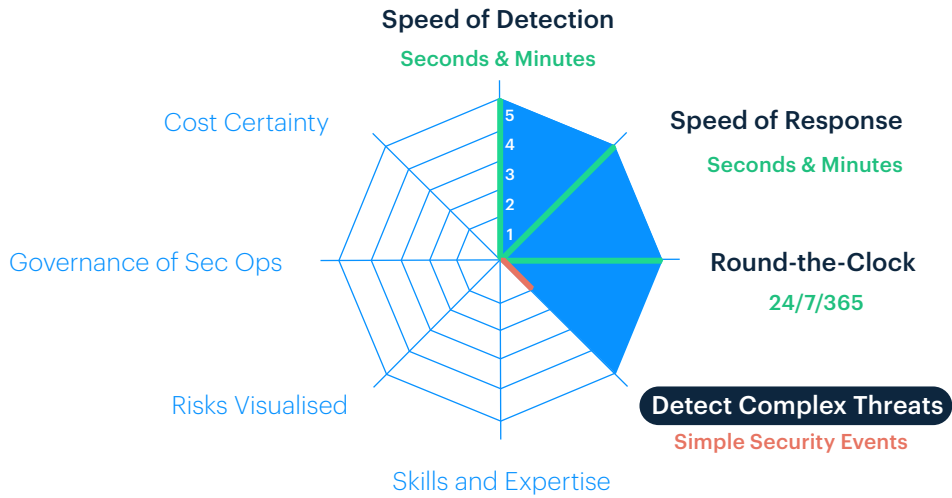 Speed of Detection
Seconds & Minutes
Cost Certainty
Speed of Response
Seconds & Minutes
5
4
3
2
1
Governance of Sec Ops
Round-the-Clock
24/7/365
Risks Visualised
Detect Complex Threats
Simple Security Events
Skills and Expertise